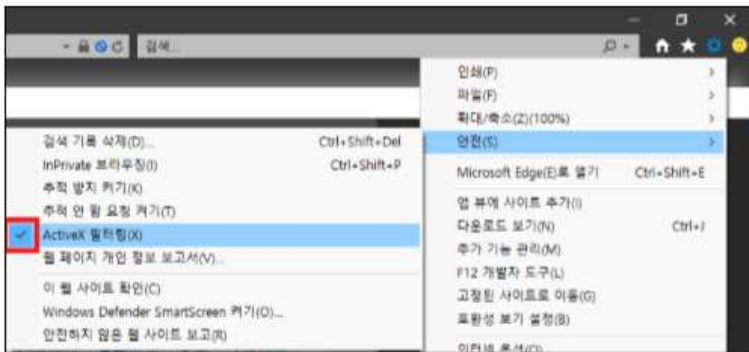 검색...
인쇄(P)
파일(F)
확대/축소(Z)(100%)
안전(S)
Microsoft Edge(E)로 열기 Ctrl+Shift+E
앱 뷰에 사이트 추가(I)
다운로드 보기(N) Ctrl+J
추가 기능 관리(M)
F12 개발자 도구(L)
고정된 사이트로 이동(G)
호환성 보기 설정(B)
인터넷 옵션(O)
검색 기록 삭제(D)... Ctrl+Shift+Del
InPrivate 브라우징(I) Ctrl+Shift+P
추적 방지 켜기(K)
추적 안 함 요청 켜기(T)
ActiveX 필터링(X)
웹 페이지 개인 정보 보고서(V)...
이 웹 사이트 확인(C)
Windows Defender SmartScreen 켜기(O)...
안전하지 않은 웹 사이트 보고(R)